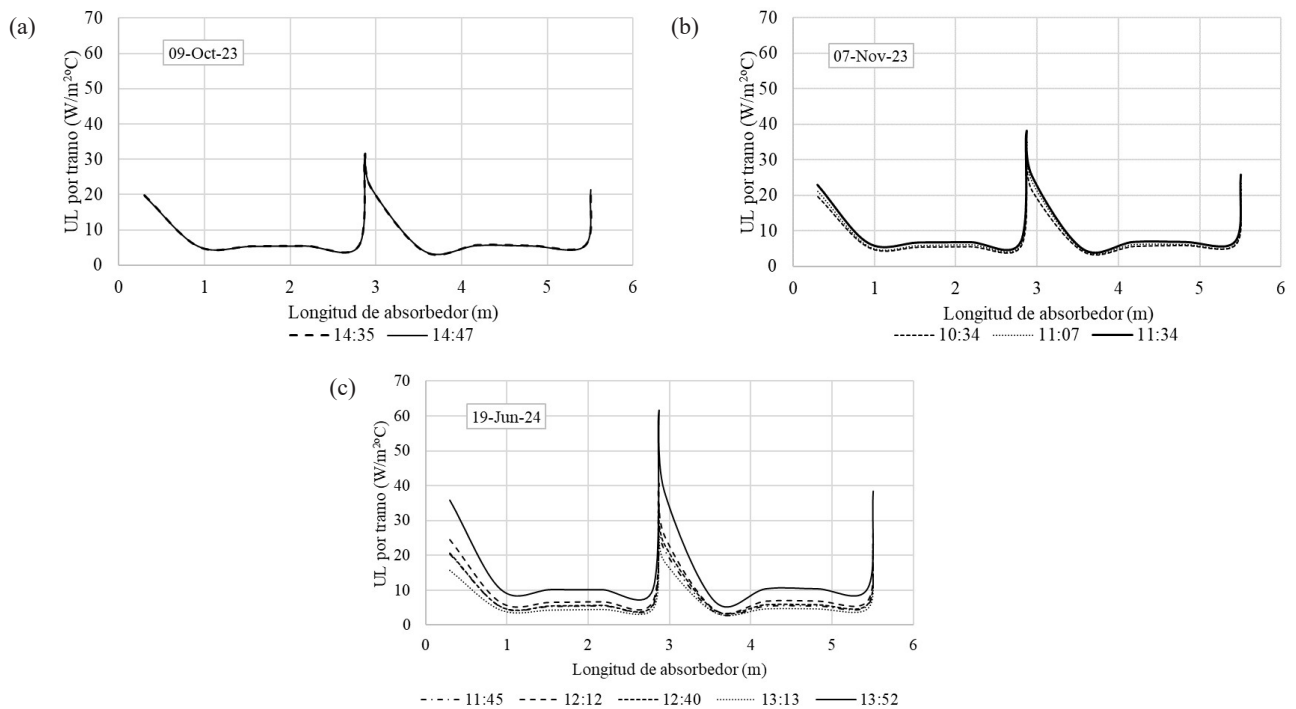 (a)
70
60
50
40
30
20
10
0
UL por tramo (W/m²ºC)
09-Oct-23
0 1 2 3 4 5 6
Longitud de absorbedor (m)
14:35 14:47
(b)
70
60
50
40
30
20
10
0
UL por tramo (W/m²ºC)
07-Nov-23
0 1 2 3 4 5 6
Longitud de absorbedor (m)
10:34 11:07 11:34
(c)
70
60
50
40
30
20
10
0
UL por tramo (W/m²ºC)
19-Jun-24
0 1 2 3 4 5 6
Longitud de absorbedor (m)
11:45 12:12 12:40 13:13 13:52